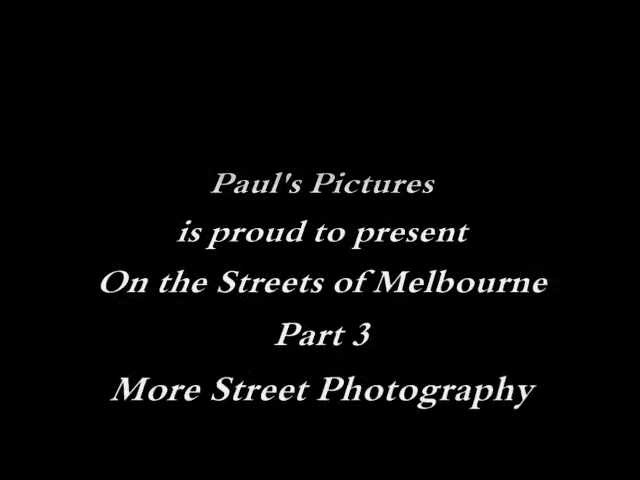 Paul's Pictures
is proud to present
On the Streets of Melbourne
Part 3
More Street Photography